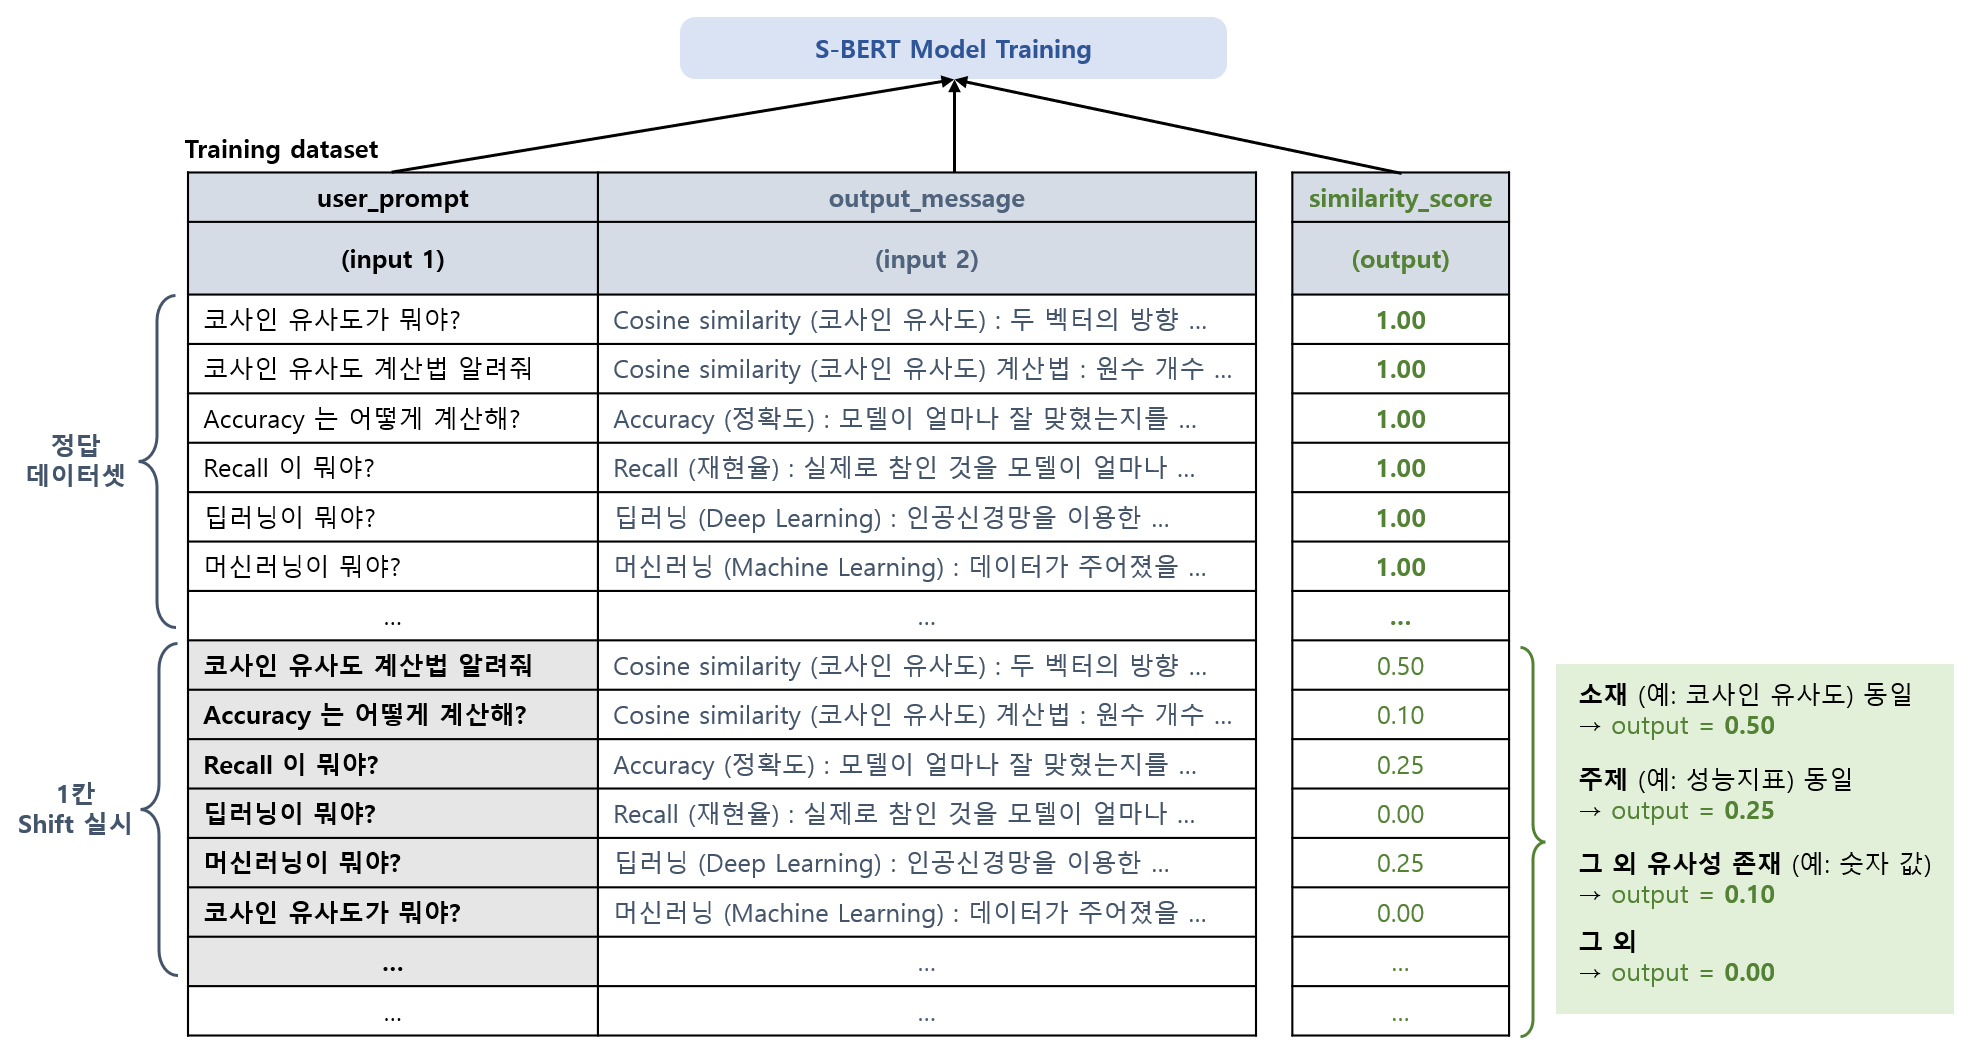 S-BERT Model Training
Training dataset
user_prompt output_message similarity_score
(input 1) (input 2) (output)
정답
데이터셋
코사인 유사도가 뭐야? Cosine similarity (코사인 유사도) : 두 벡터의 방향 ... 1.00
코사인 유사도 계산법 알려줘 Cosine similarity (코사인 유사도) 계산법 : 원수 개수 ... 1.00
Accuracy 는 어떻게 계산해? Accuracy (정확도) : 모델이 얼마나 잘 맞혔는지를 ... 1.00
Recall 이 뭐야? Recall (재현율) : 실제로 참인 것을 모델이 얼마나 ... 1.00
딥러닝이 뭐야? 딥러닝 (Deep Learning) : 인공신경망을 이용한 ... 1.00
머신러닝이 뭐야? 머신러닝 (Machine Learning) : 데이터가 주어졌을 ... 1.00
... ... ...
1칸
Shift 실시
코사인 유사도 계산법 알려줘 Cosine similarity (코사인 유사도) : 두 벡터의 방향 ... 0.50
Accuracy 는 어떻게 계산해? Cosine similarity (코사인 유사도) 계산법 : 원수 개수 ... 0.10
Recall 이 뭐야? Accuracy (정확도) : 모델이 얼마나 잘 맞혔는지를 ... 0.25
딥러닝이 뭐야? Recall (재현율) : 실제로 참인 것을 모델이 얼마나 ... 0.00
머신러닝이 뭐야? 딥러닝 (Deep Learning) : 인공신경망을 이용한 ... 0.25
코사인 유사도가 뭐야? 머신러닝 (Machine Learning) : 데이터가 주어졌을 ... 0.00
... ... ...
... ... ...
소재 (예: 코사인 유사도) 동일
→ output = 0.50
주제 (예: 성능지표) 동일
→ output = 0.25
그 외 유사성 존재 (예: 숫자 값)
→ output = 0.10
그 외
→ output = 0.00